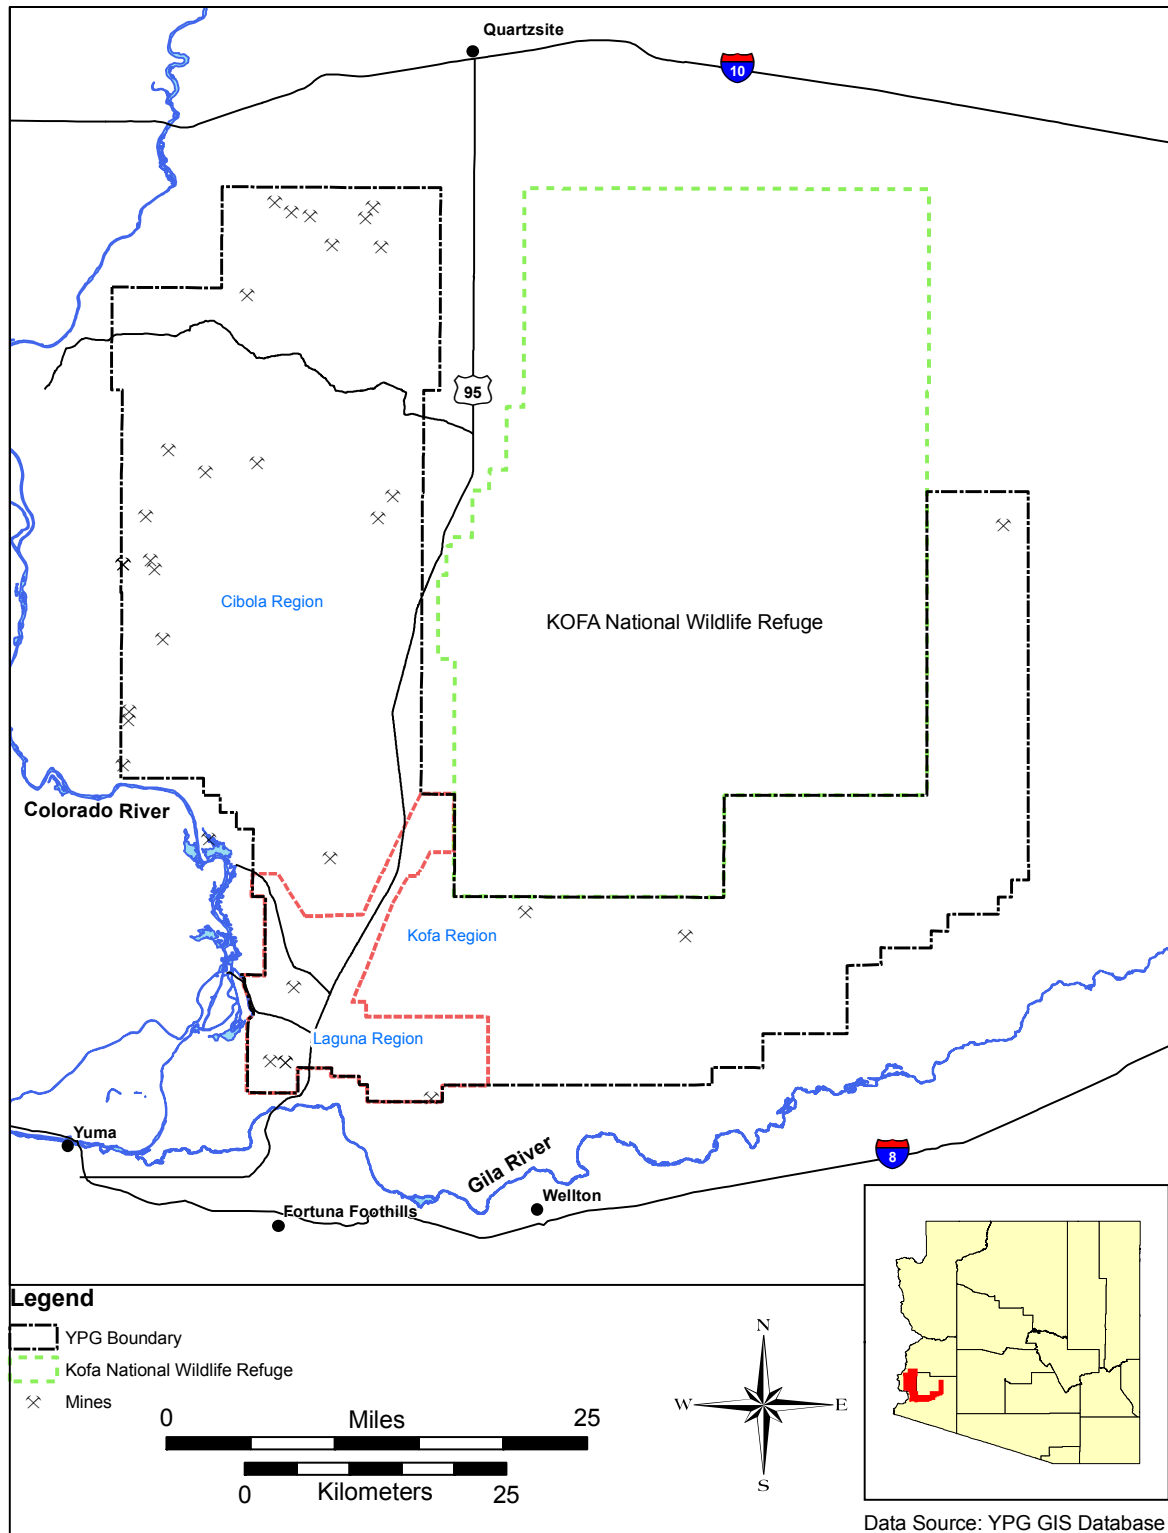 Quartzsite
10
95
Cibola Region
KOFA National Wildlife Refuge
Colorado River
Kofa Region
Laguna Region
Yuma
Gila River
8
Wellton
Fortuna Foothills
Legend
YPG Boundary
Kofa National Wildlife Refuge
Mines
0 Miles 25
0 Kilometers 25
N
W E
S
Data Source: YPG GIS Database